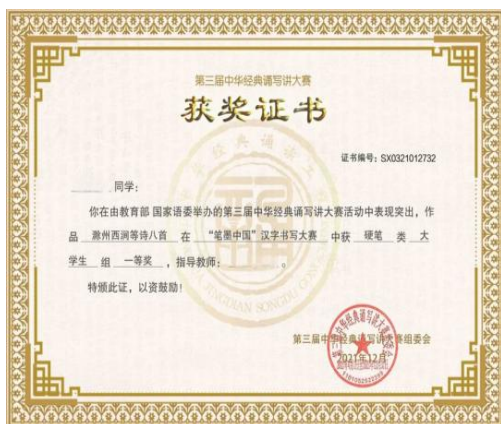 第三届中华经典诵写讲大赛
获奖证书
证书编号：SX0321012732
同学：
你在由教育部 国家语委举办的第三届中华经典诵写讲大赛活动中表现突出，作
品 滁州西涧等诗八首 在 “笔墨中国”汉字书写大赛 中获 硬笔 类 大
学生 组 一等奖 ，指导教师： 。
特颁此证，以资鼓励！
第三届中华经典诵写讲大赛组委会
2021年12月